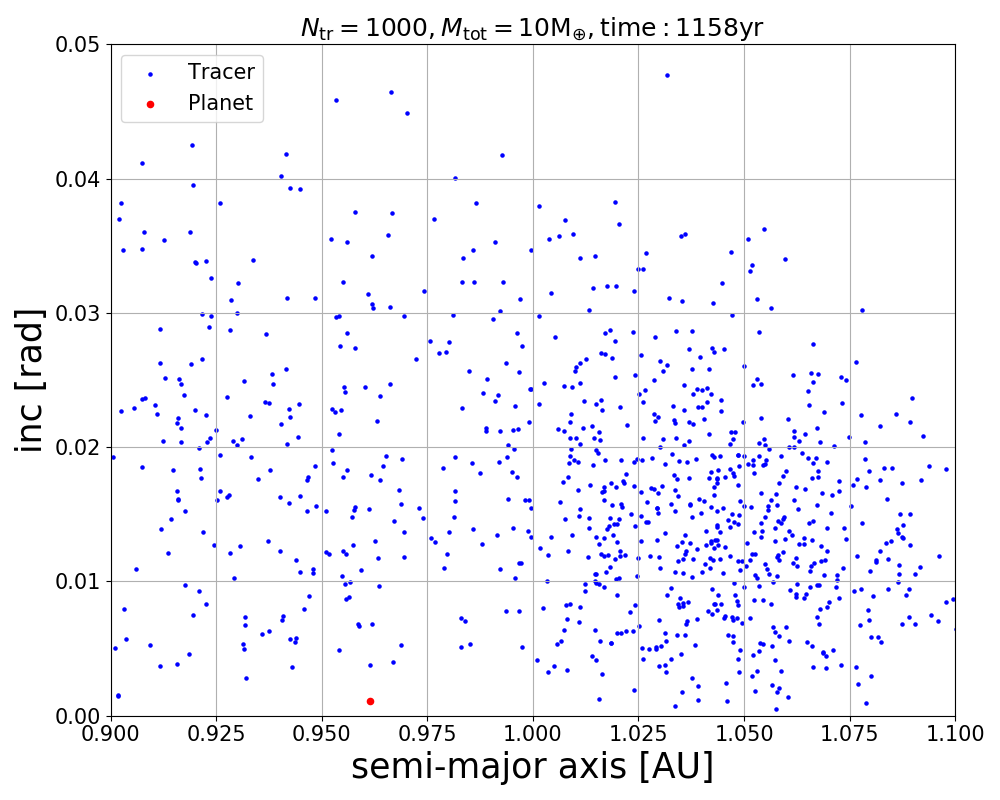 N_tr = 1000, M_tot = 10M_⊕, time : 1158yr
0.05
Tracer
Planet
0.04
0.03
inc [rad]
0.02
0.01
0.00
0.900 0.925 0.950 0.975 1.000 1.025 1.050 1.075 1.100
semi-major axis [AU]